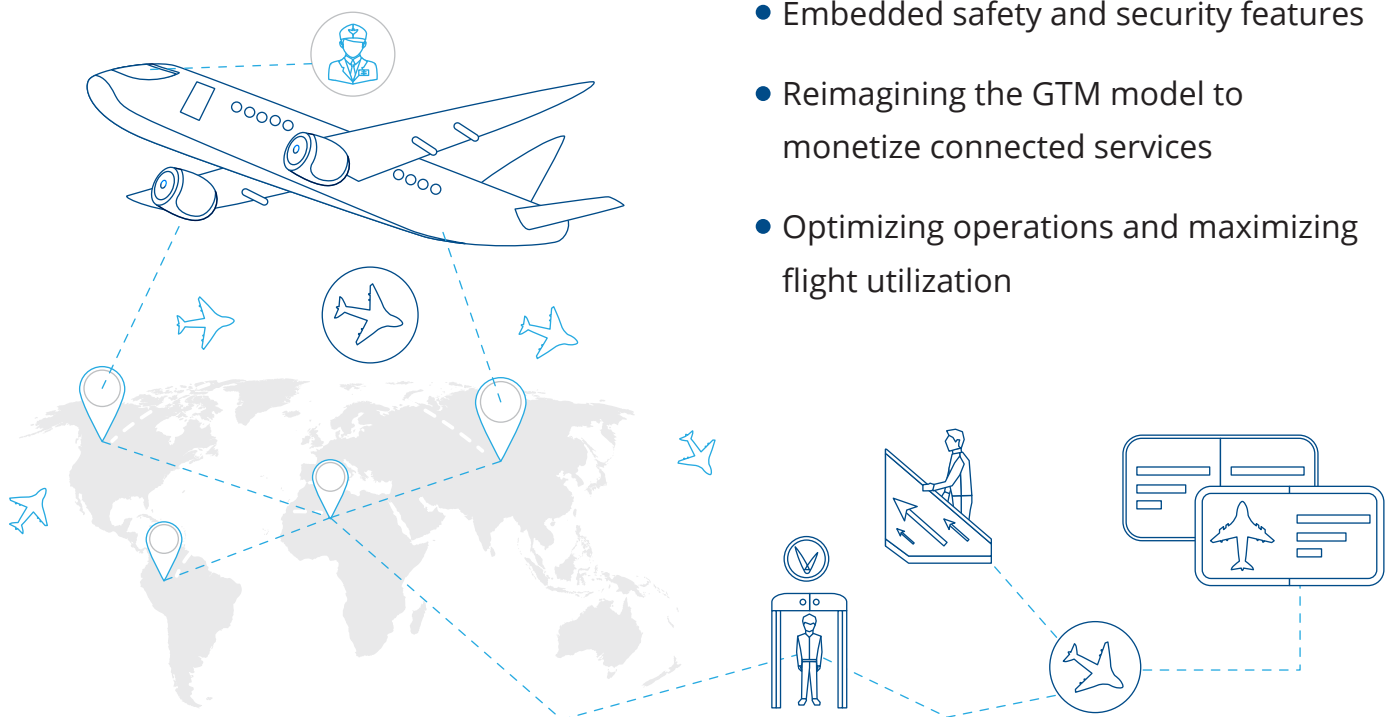 Embedded safety and security features
Reimagining the GTM model to
monetize connected services
Optimizing operations and maximizing
flight utilization